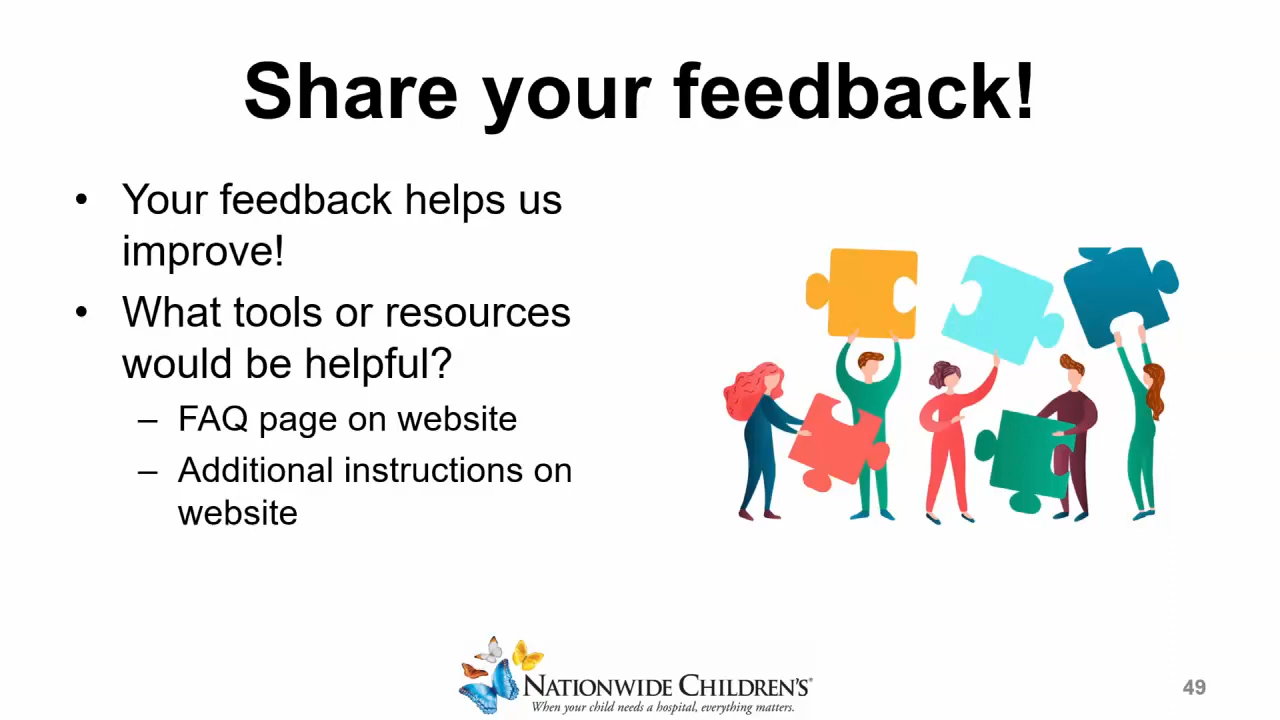 Share your feedback!
• Your feedback helps us
improve!
• What tools or resources
would be helpful?
– FAQ page on website
– Additional instructions on
website
NATIONWIDE CHILDREN'S®
When your child needs a hospital, everything matters.
49